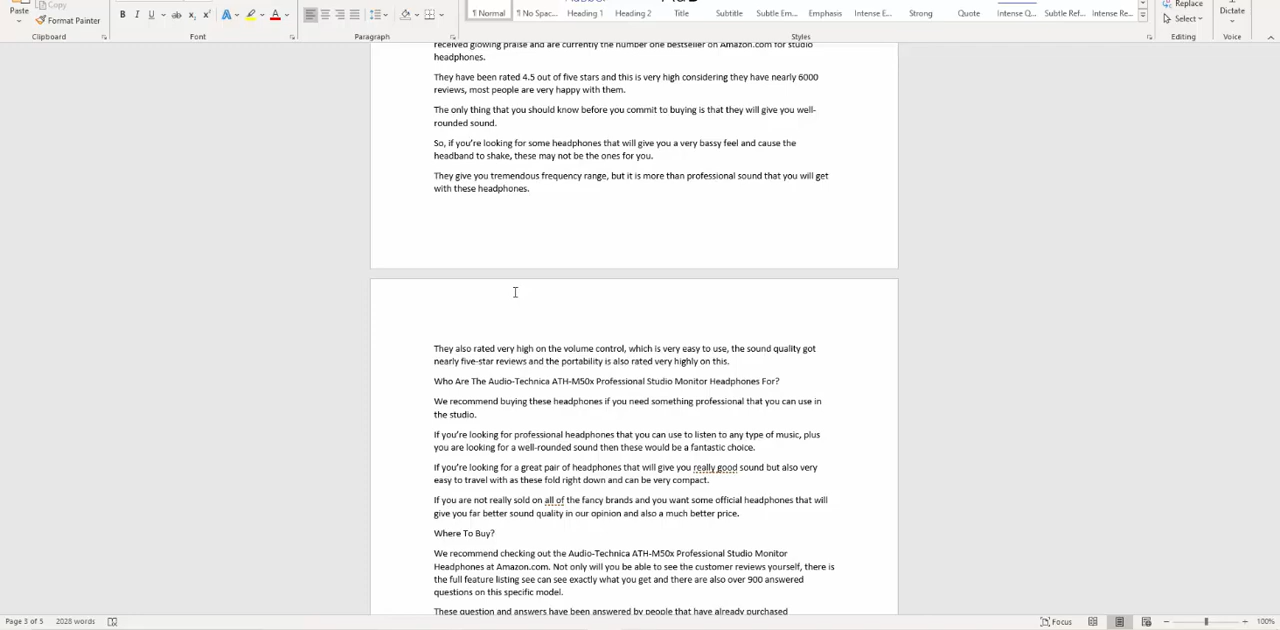 Paste
Copy
Format Painter
Clipboard
B I U ab x x A A
Font
Paragraph
¶ Normal
¶ No Spac...
Heading 1
Heading 2
Title
Subtitle
Subtle Em...
Emphasis
Intense E...
Strong
Quote
Intense Q...
Subtle Ref...
Intense Re...
Styles
Replace
Select
Editing
Dictate
Voice
received glowing praise and are currently the number one bestseller on Amazon.com for studio
headphones.
They have been rated 4.5 out of five stars and this is very high considering they have nearly 6000
reviews, most people are very happy with them.
The only thing that you should know before you commit to buying is that they will give you well-
rounded sound.
So, if you're looking for some headphones that will give you a very bassy feel and cause the
headband to shake, these may not be the ones for you.
They give you tremendous frequency range, but it is more than professional sound that you will get
with these headphones.
They also rated very high on the volume control, which is very easy to use, the sound quality got
nearly five-star reviews and the portability is also rated very highly on this.
Who Are The Audio-Technica ATH-M50x Professional Studio Monitor Headphones For?
We recommend buying these headphones if you need something professional that you can use in
the studio.
If you're looking for professional headphones that you can use to listen to any type of music, plus
you are looking for a well-rounded sound then these would be a fantastic choice.
If you're looking for a great pair of headphones that will give you really good sound but also very
easy to travel with as these fold right down and can be very compact.
If you are not really sold on all of the fancy brands and you want some official headphones that will
give you far better sound quality in our opinion and also a much better price.
Where To Buy?
We recommend checking out the Audio-Technica ATH-M50x Professional Studio Monitor
Headphones at Amazon.com. Not only will you be able to see the customer reviews yourself, there is
the full feature listing see can see exactly what you get and there are also over 900 answered
questions on this specific model.
These question and answers have been answered by people that have already purchased
Page 3 of 5
2028 words
Focus
100%